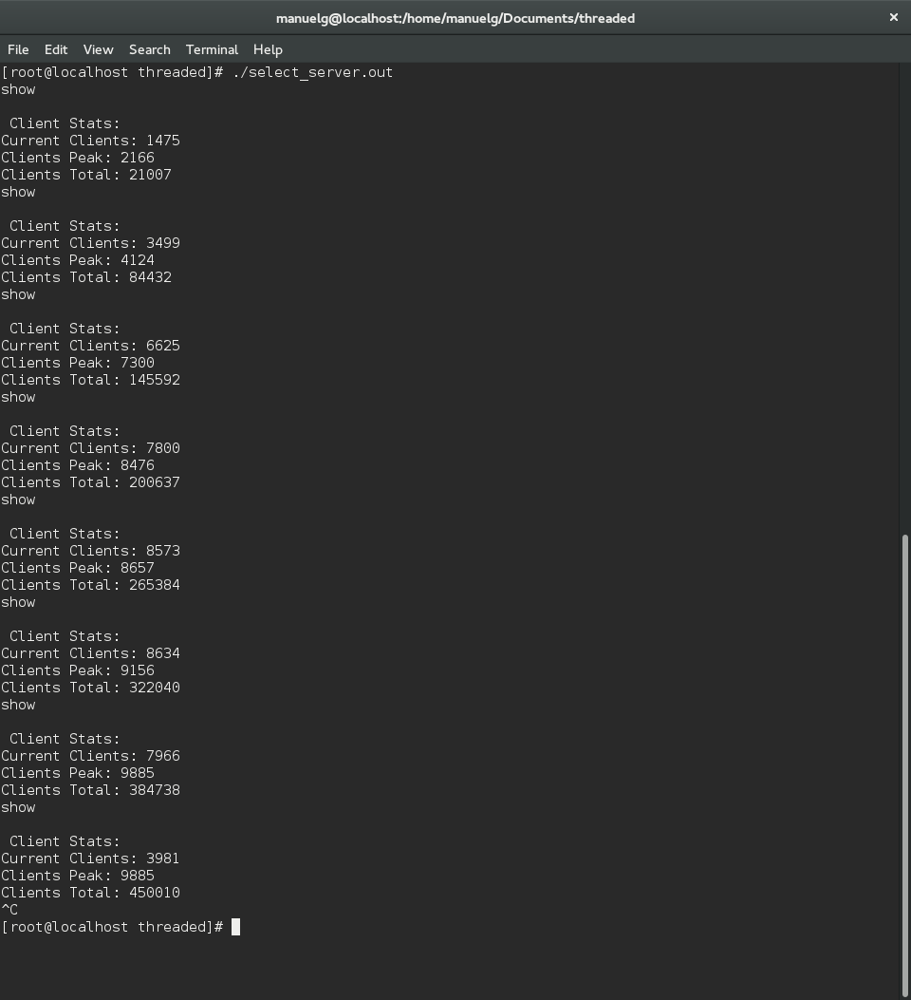 manuelg@localhost:/home/manuelg/Documents/threaded
File Edit View Search Terminal Help
[root@localhost threaded]# ./select_server.out
show
Client Stats:
Current Clients: 1475
Clients Peak: 2166
Clients Total: 21007
show
Client Stats:
Current Clients: 3499
Clients Peak: 4124
Clients Total: 84432
show
Client Stats:
Current Clients: 6625
Clients Peak: 7300
Clients Total: 145592
show
Client Stats:
Current Clients: 7800
Clients Peak: 8476
Clients Total: 200637
show
Client Stats:
Current Clients: 8573
Clients Peak: 8657
Clients Total: 265384
show
Client Stats:
Current Clients: 8634
Clients Peak: 9156
Clients Total: 322040
show
Client Stats:
Current Clients: 7966
Clients Peak: 9885
Clients Total: 384738
show
Client Stats:
Current Clients: 3981
Clients Peak: 9885
Clients Total: 450010
^C
[root@localhost threaded]#